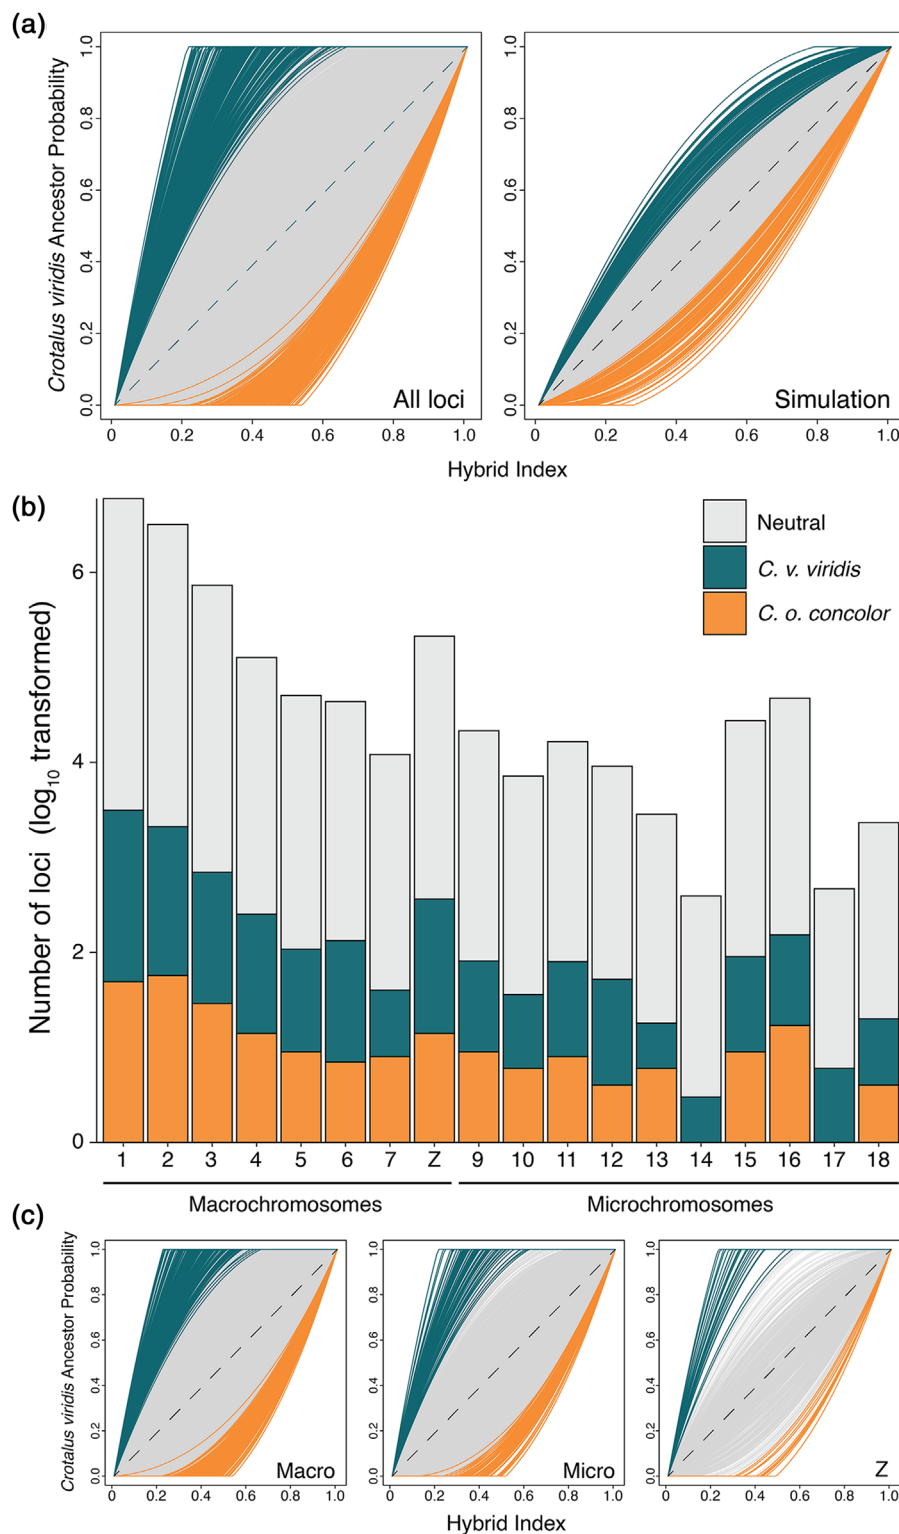 (a)
Crotalus viridis Ancestor Probability
1.0
0.8
0.6
0.4
0.2
0.0
All loci
0 0.2 0.4 0.6 0.8 1.0
1.0
0.8
0.6
0.4
0.2
0.0
Simulation
0 0.2 0.4 0.6 0.8 1.0
Hybrid Index
(b)
Number of loci (log10 transformed)
6
4
2
0
Neutral
C. v. viridis
C. o. concolor
1 2 3 4 5 6 7 Z 9 10 11 12 13 14 15 16 17 18
Macrochromosomes Microchromosomes
(c)
Crotalus viridis Ancestor Probability
1.0
0.8
0.6
0.4
0.2
0.0
Macro
0 0.2 0.4 0.6 0.8 1.0
1.0
0.8
0.6
0.4
0.2
0.0
Micro
0 0.2 0.4 0.6 0.8 1.0
1.0
0.8
0.6
0.4
0.2
0.0
Z
0 0.2 0.4 0.6 0.8 1.0
Hybrid Index